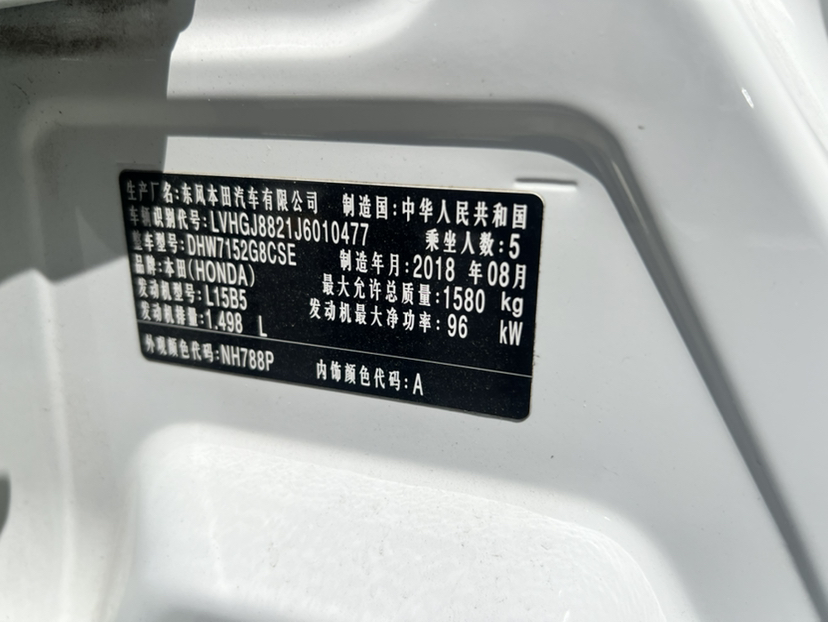 生产厂名:东风本田汽车有限公司 制造国:中华人民共和国
车辆识别代号:LVHGJ8821J6010477 乘坐人数:5
整车型号:DHW7152G8CSE 制造年月:2018 年08月
品牌:本田(HONDA) 最大允许总质量:1580 kg
发动机型号:L15B5 发动机最大净功率:96 kW
发动机排量:1.498 L
外观颜色代码:NH788P 内饰颜色代码:A